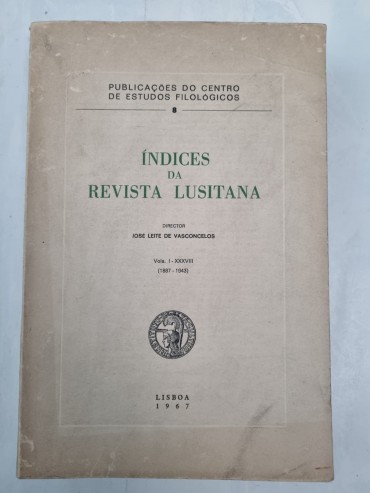 PUBLICAÇÕES DO CENTRO
DE ESTUDOS FILOLÓGICOS
8
ÍNDICES
DA
REVISTA LUSITANA
DIRECTOR
JOSÉ LEITE DE VASCONCELOS
Vols. I-XXXVIII
(1887-1943)
LISBOA
1967